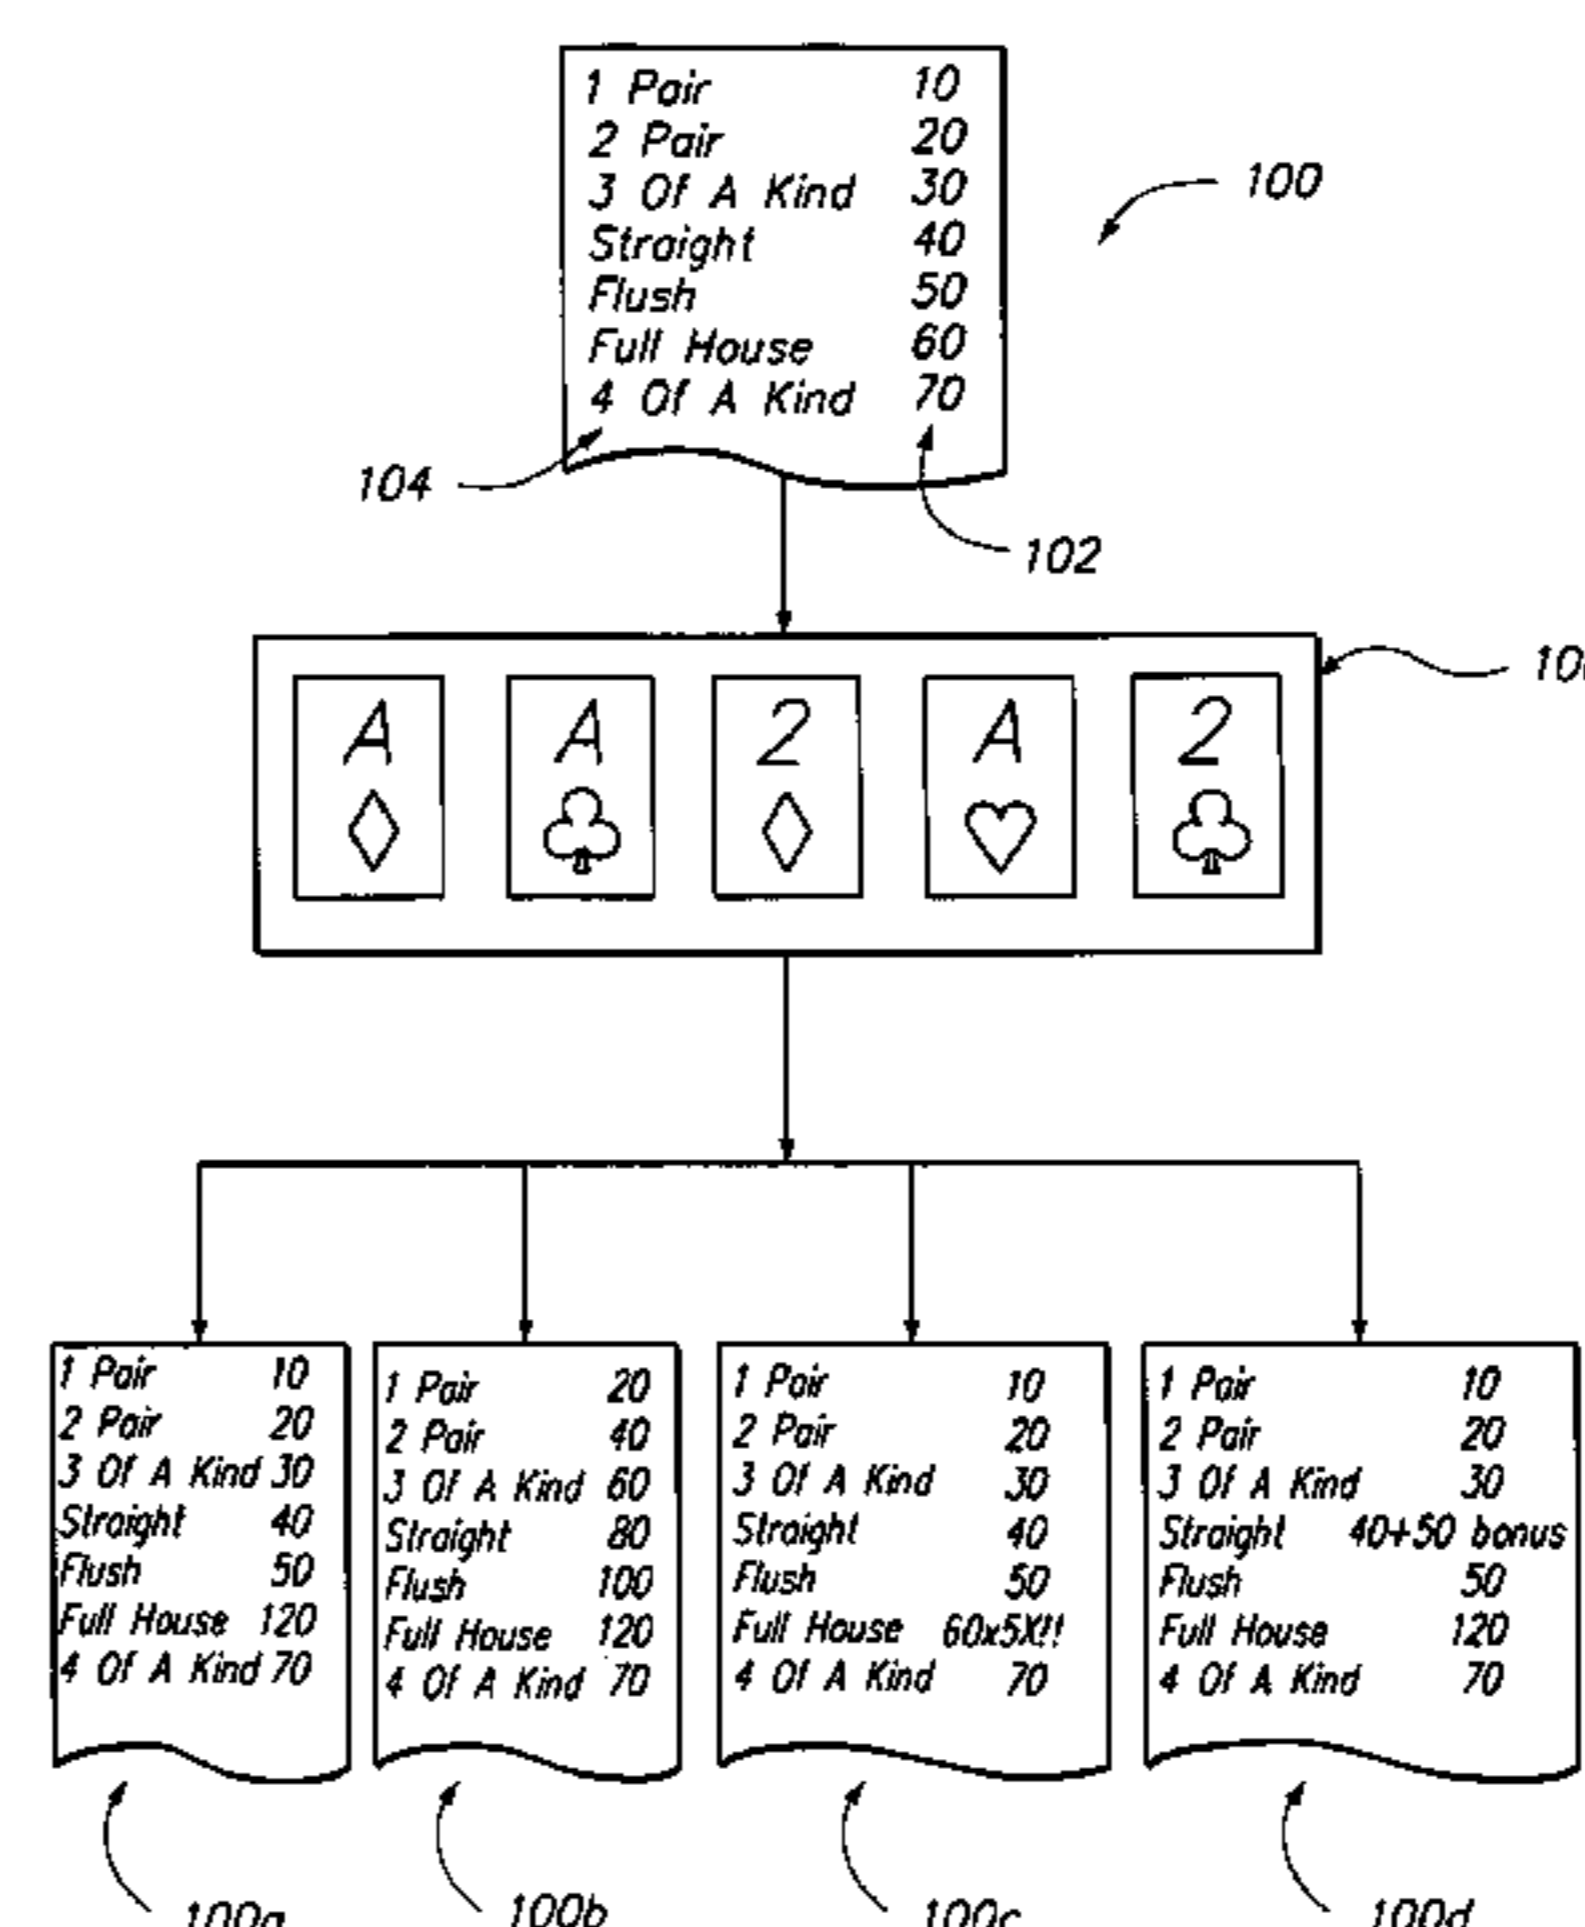 1 Pair 10
2 Pair 20
3 Of A Kind 30
Straight 40
Flush 50
Full House 60
4 Of A Kind 70
100
104
102
A A 2 A 2
1 Pair 10
2 Pair 20
3 Of A Kind 30
Straight 40
Flush 50
Full House 120
4 Of A Kind 70
1 Pair 20
2 Pair 40
3 Of A Kind 60
Straight 80
Flush 100
Full House 120
4 Of A Kind 70
1 Pair 10
2 Pair 20
3 Of A Kind 30
Straight 40
Flush 50
Full House 60x5X!!
4 Of A Kind 70
1 Pair 10
2 Pair 20
3 Of A Kind 30
Straight 40+50 bonus
Flush 50
Full House 120
4 Of A Kind 70
100a
100b
100c
100d